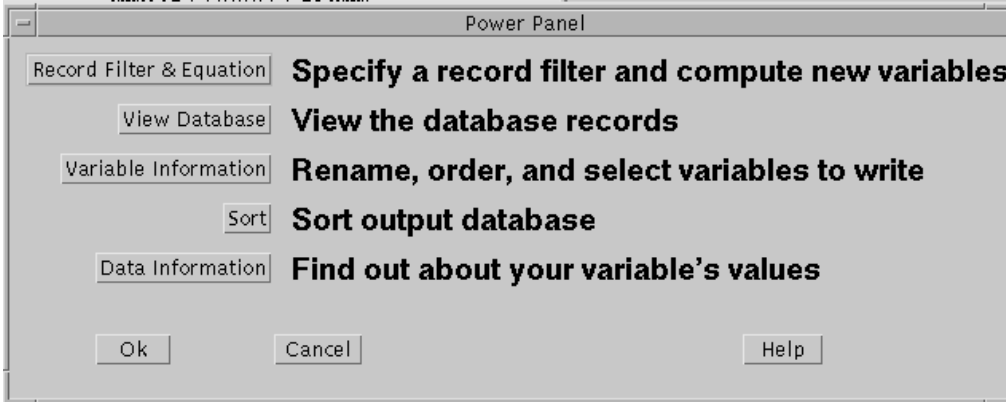 Power Panel
Record Filter & Equation Specify a record filter and compute new variables
View Database View the database records
Variable Information Rename, order, and select variables to write
Sort Sort output database
Data Information Find out about your variable's values
Ok Cancel Help